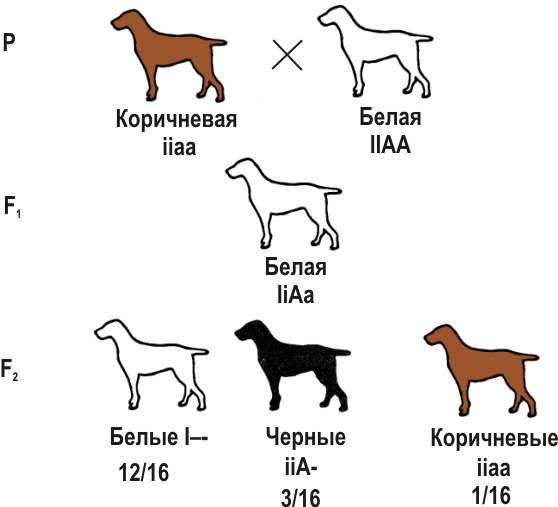 P
Коричневая
iiaa
Белая
IIAA
F1
Белая
IiAa
F2
Белые I–-
12/16
Черные
iiA-
3/16
Коричневые
iiaa
1/16